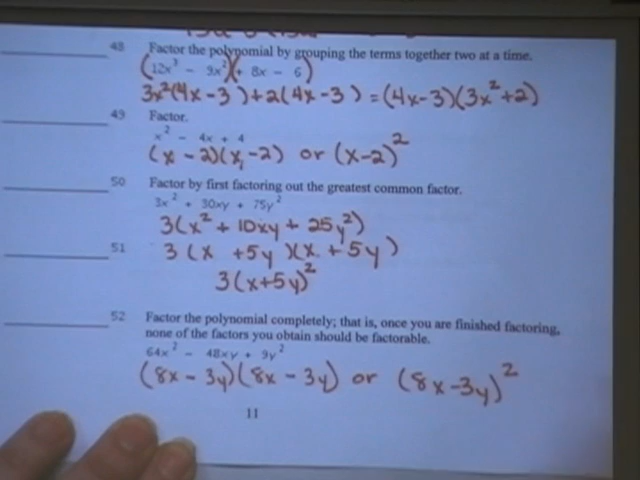 48 Factor the polynomial by grouping the terms together two at a time.
(12x³ - 9x²)(+ 8x - 6)
3x²(4x-3)+2(4x-3) = (4x-3)(3x²+2)
49 Factor.
x² - 4x + 4
(x-2)(x-2) or (x-2)²
50 Factor by first factoring out the greatest common factor.
3x² + 30xy + 75y²
3(x² + 10xy + 25y²)
51 3(x +5y)(x +5y)
3(x+5y)²
52 Factor the polynomial completely; that is, once you are finished factoring,
none of the factors you obtain should be factorable.
64x² - 48xy + 9y²
(8x-3y)(8x-3y) or (8x-3y)²
11